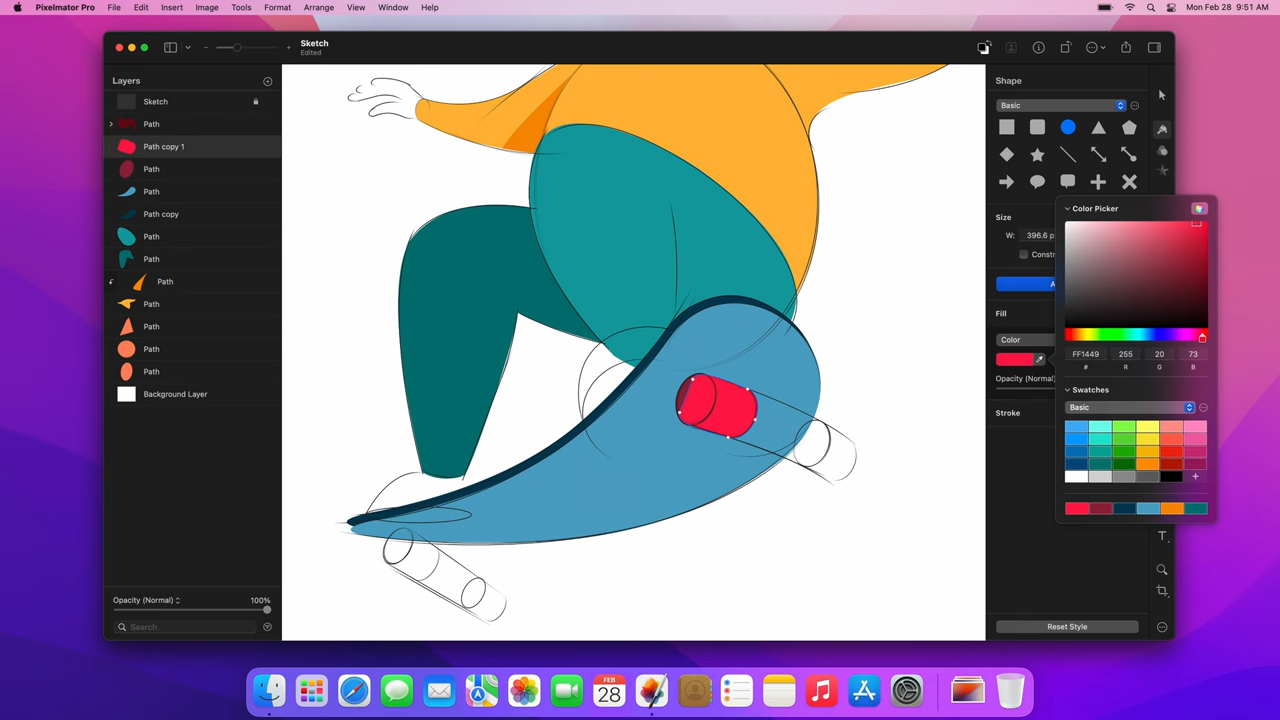 Pixelmator Pro File Edit Insert Image Tools Format Arrange View Window Help Mon Feb 28 9:51 AM
Sketch
Edited
Layers
Sketch
Path
Path copy 1
Path
Path
Path copy
Path
Path
Path
Path
Path
Path
Path
Background Layer
Opacity (Normal) 100%
Search
Shape
Basic
Size
W: 396.6
Fill
Color
Opacity (Normal)
Stroke
Reset Style
Color Picker
FF1449 255 20 73
# R G B
Swatches
Basic
T
FEB
28